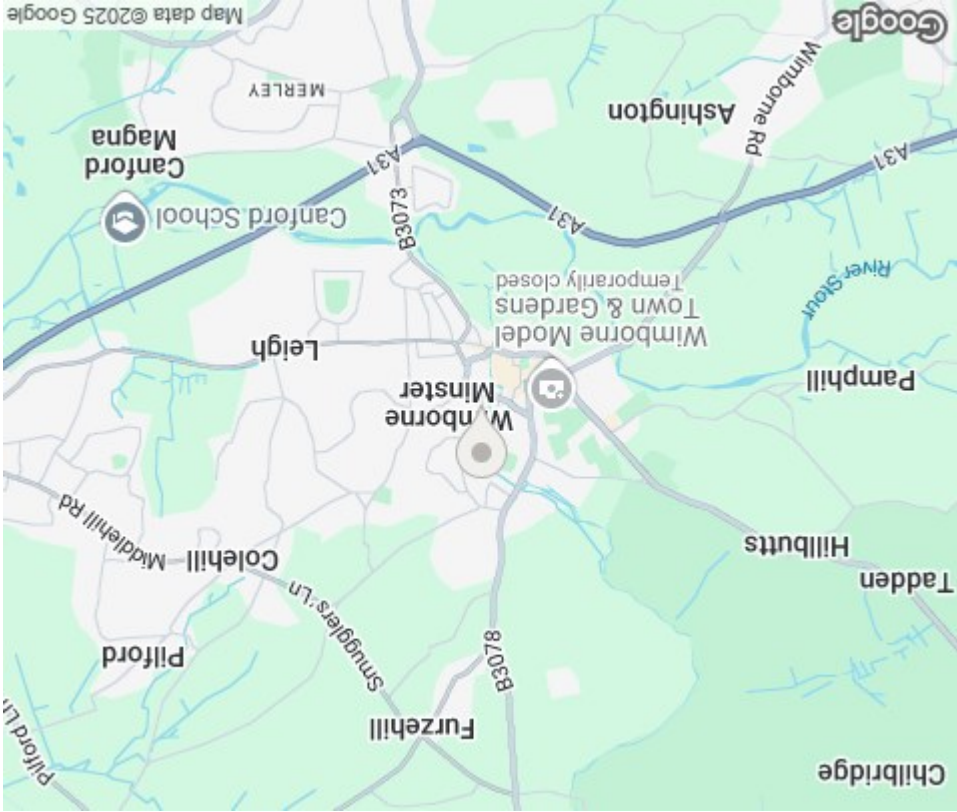 Chilbridge
Furzehill
Pilford Ln
B3078
Pilford
Smugglers' Ln
Tadden
Hillbutts
Colehill
Middlehill Rd
Wimborne
Minster
Pamphill
Leigh
Wimborne Model
Town & Gardens
Temporarily closed
River Stour
Canford School
B3073
A31
A31
A31
Canford
Magna
Ashington
Wimborne Rd
MERLEY
Google
Map data ©2025 Google